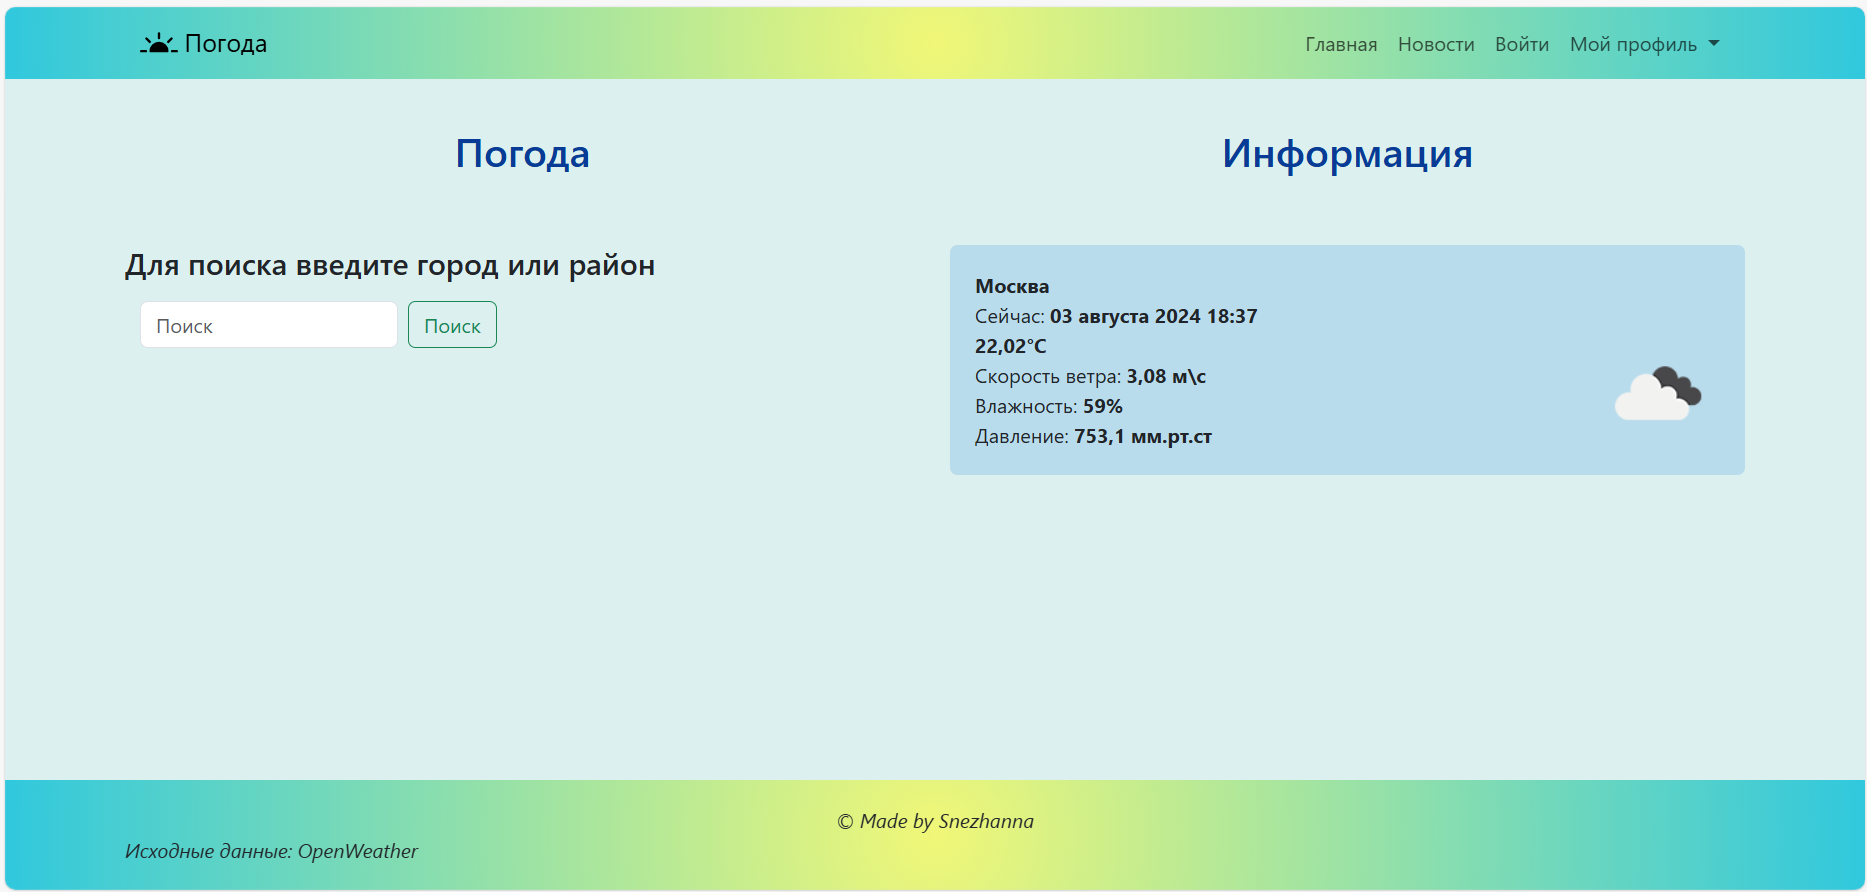 Погода
Главная Новости Войти Мой профиль
Погода
Информация
Для поиска введите город или район
Поиск Поиск
Москва
Сейчас: 03 августа 2024 18:37
22,02°C
Скорость ветра: 3,08 м\с
Влажность: 59%
Давление: 753,1 мм.рт.ст
© Made by Snezhanna
Исходные данные: OpenWeather